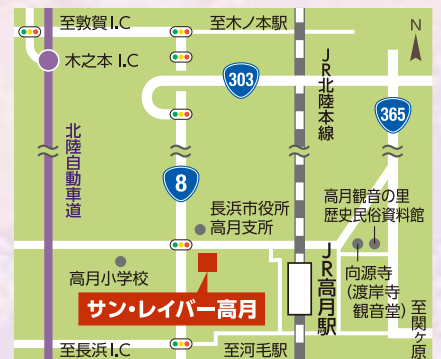 至敦賀I.C
至木ノ本駅
N
木之本 I.C
303
JR北陸本線
365
北陸自動車道
8
長浜市役所
高月支所
高月観音の里
歴史民俗資料館
高月小学校
サン・レイバー高月
JR高月駅
向源寺
(渡岸寺
観音堂)
至関ヶ原
至長浜I.C
至河毛駅